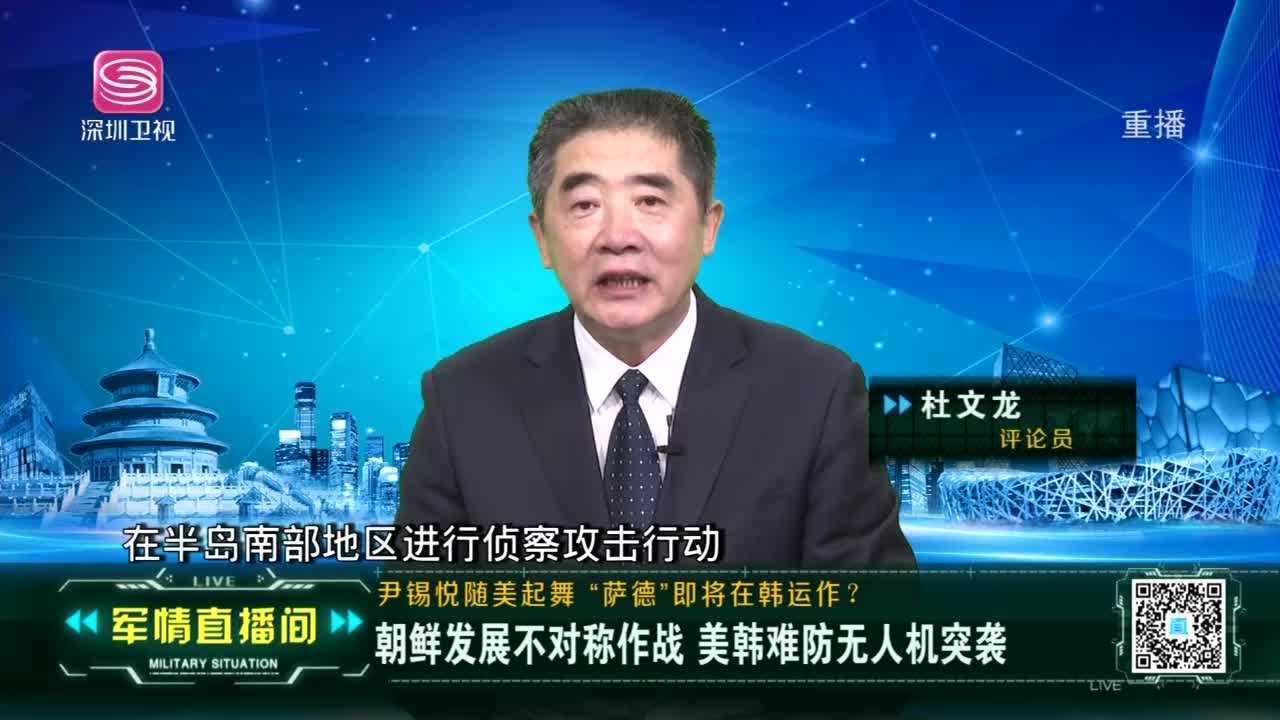 深圳卫视
重播
杜文龙
评论员
在半岛南部地区进行侦察攻击行动
LIVE
军情直播间
MILITARY SITUATION
尹锡悦随美起舞 “萨德”即将在韩运作？
朝鲜发展不对称作战 美韩难防无人机突袭
LIVE